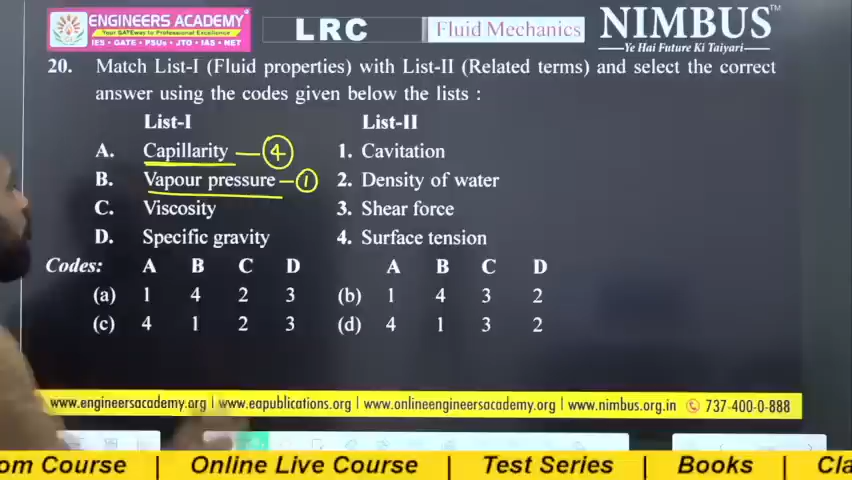 ENGINEERS ACADEMY
Your GATEway to Professional Excellence
IES • GATE • PSUs • JTO • IAS • NET
LRC
Fluid Mechanics
NIMBUS™
Ye Hai Future Ki Taiyari
20. Match List-I (Fluid properties) with List-II (Related terms) and select the correct
answer using the codes given below the lists :
List-I List-II
A. Capillarity — 4 1. Cavitation
B. Vapour pressure — 1 2. Density of water
C. Viscosity 3. Shear force
D. Specific gravity 4. Surface tension
Codes: A B C D A B C D
(a) 1 4 2 3 (b) 1 4 3 2
(c) 4 1 2 3 (d) 4 1 3 2
www.engineersacademy.org | www.eapublications.org | www.onlineengineersacademy.org | www.nimbus.org.in 737-400-0-888
om Course | Online Live Course | Test Series | Books | Cla